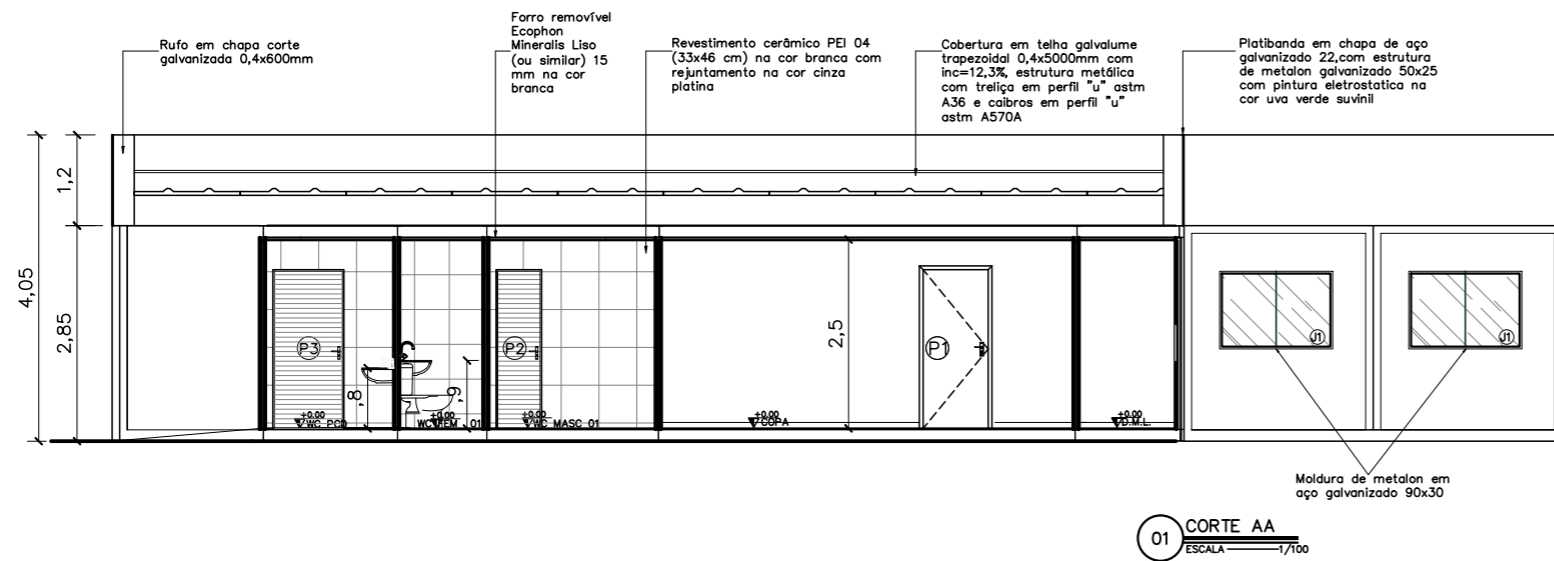 Rufo em chapa corte
galvanizada 0,4x600mm
Forro removível
Ecophon
Mineralis Liso
(ou similar) 15
mm na cor
branca
Revestimento cerâmico PEI 04
(33x46 cm) na cor branca com
rejuntamento na cor cinza
platina
Cobertura em telha galvalume
trapezoidal 0,4x5000mm com
inc=12,3%, estrutura metálica
com treliça em perfil "u" astm
A36 e caibros em perfil "u"
astm A570A
Platibanda em chapa de aço
galvanizado 22,com estrutura
de metalon galvanizado 50x25
com pintura eletrostatica na
cor uva verde suvinil
4,05
1,2
2,85
P3
,8
,9
P2
2,5
P1
J1
J1
+0.00
WC PCD
+0.00
WC FEM 01
+0.00
WC MASC 01
+0.00
COPA
+0.00
D.M.L.
Moldura de metalon em
aço galvanizado 90x30
01
CORTE AA
ESCALA 1/100